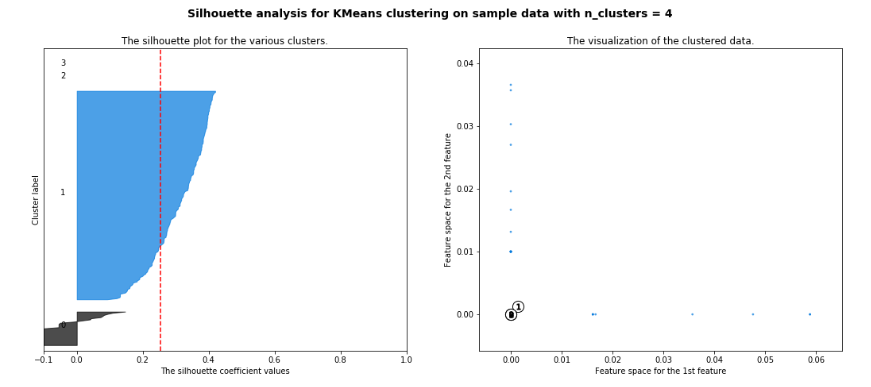 Silhouette analysis for KMeans clustering on sample data with n_clusters = 4
The silhouette plot for the various clusters.
3
2
1
0
Cluster label
−0.1 0.0 0.2 0.4 0.6 0.8 1.0
The silhouette coefficient values
The visualization of the clustered data.
0.04
0.03
0.02
0.01
0.00
Feature space for the 2nd feature
1
0.00 0.01 0.02 0.03 0.04 0.05 0.06
Feature space for the 1st feature